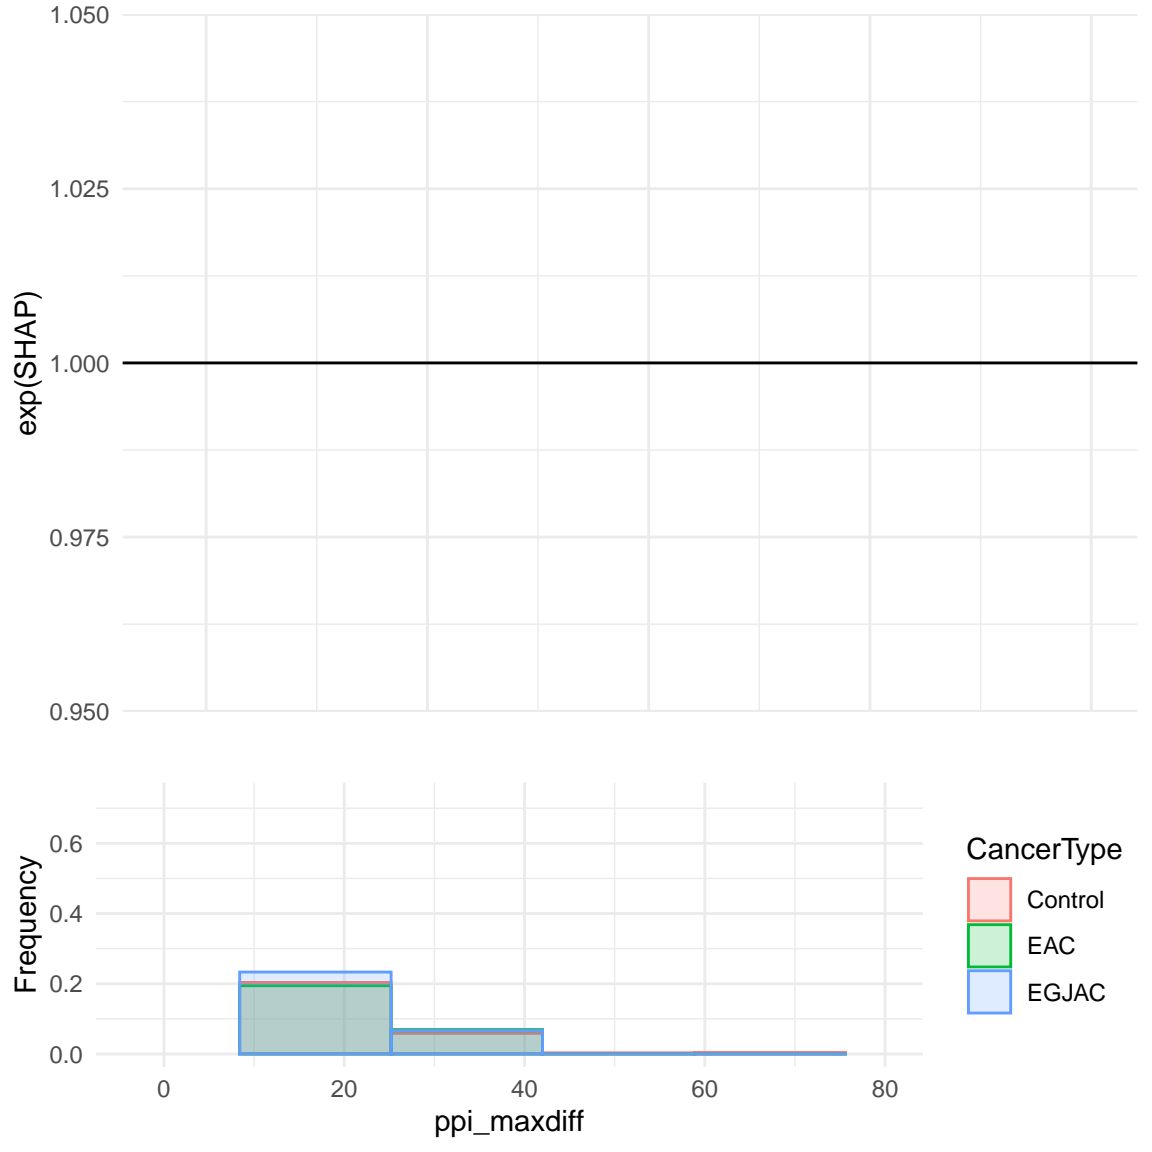 1.050
1.025
1.000
0.975
0.950
exp(SHAP)
0.6
0.4
0.2
0.0
Frequency
0 20 40 60 80
ppi_maxdiff
CancerType
Control
EAC
EGJAC